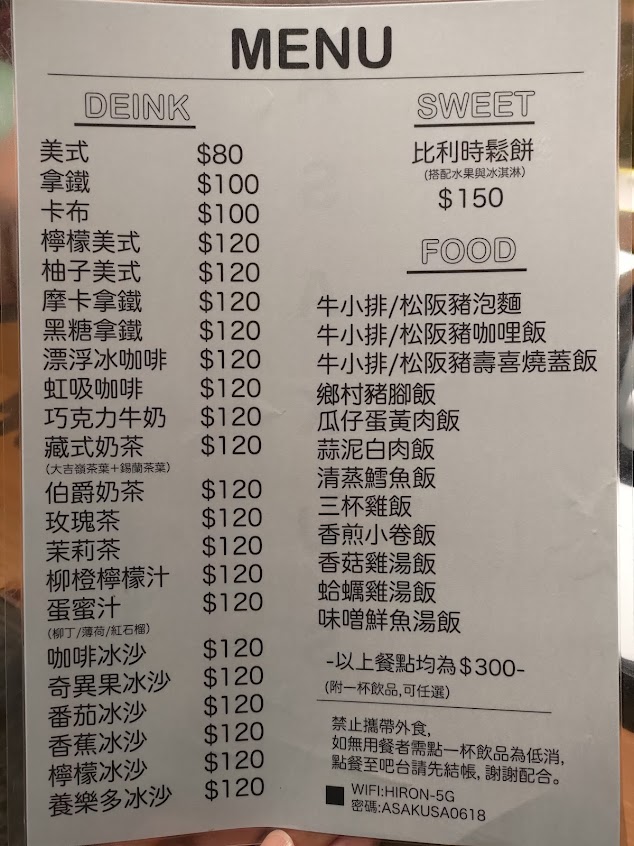 MENU
DEINK
美式 $80
拿鐵 $100
卡布 $100
檸檬美式 $120
柚子美式 $120
摩卡拿鐵 $120
黑糖拿鐵 $120
漂浮冰咖啡 $120
虹吸咖啡 $120
巧克力牛奶 $120
藏式奶茶 $120
(大吉嶺茶葉+錫蘭茶葉)
伯爵奶茶 $120
玫瑰茶 $120
茉莉茶 $120
柳橙檸檬汁 $120
蛋蜜汁 $120
(柳丁/薄荷/紅石榴)
咖啡冰沙 $120
奇異果冰沙 $120
番茄冰沙 $120
香蕉冰沙 $120
檸檬冰沙 $120
養樂多冰沙 $120
SWEET
比利時鬆餅
(搭配水果與冰淇淋)
$150
FOOD
牛小排/松阪豬泡麵
牛小排/松阪豬咖哩飯
牛小排/松阪豬壽喜燒蓋飯
鄉村豬腳飯
瓜仔蛋黃肉飯
蒜泥白肉飯
清蒸鱈魚飯
三杯雞飯
香煎小卷飯
香菇雞湯飯
蛤蠣雞湯飯
味噌鮮魚湯飯
-以上餐點均為$300-
(附一杯飲品,可任選)
禁止攜帶外食,
如無用餐者需點一杯飲品為低消,
點餐至吧台請先結帳, 謝謝配合。
WIFI:HIRON-5G
密碼:ASAKUSA0618